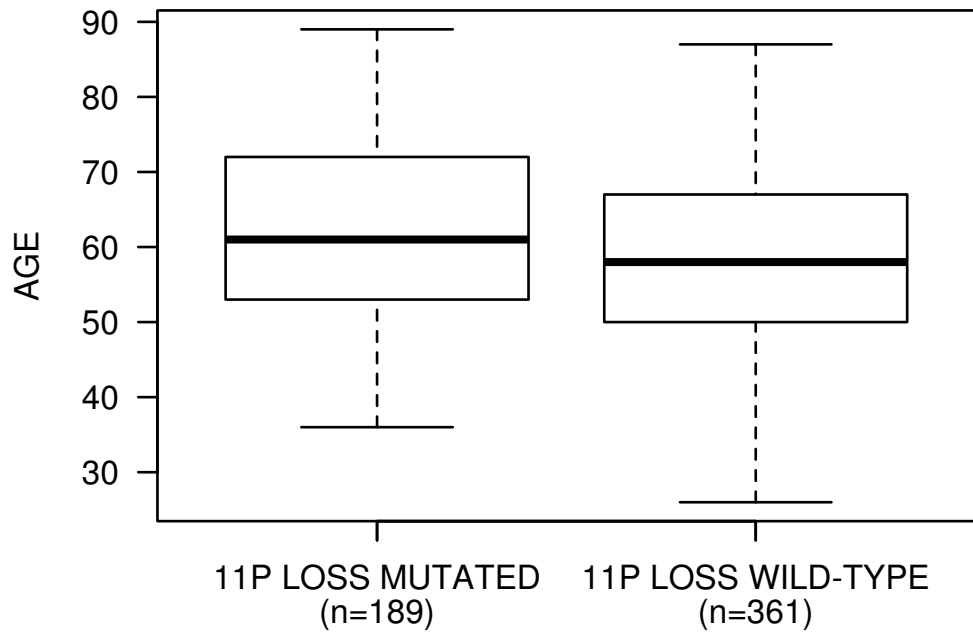 90
80
70
60
50
40
30
AGE
11P LOSS MUTATED
(n=189)
11P LOSS WILD-TYPE
(n=361)